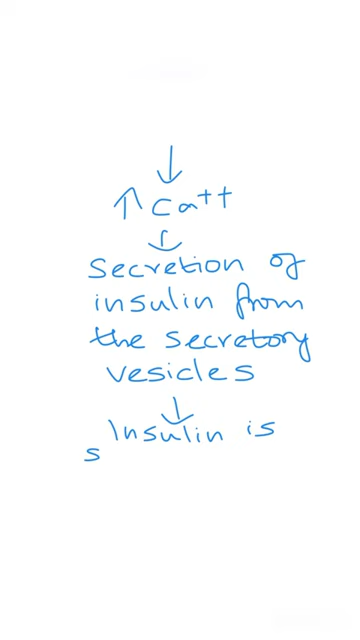 ↓
↑ Ca++
↓
Secretion of
insulin from
the secretory
vesicles
↓
Insulin is
s